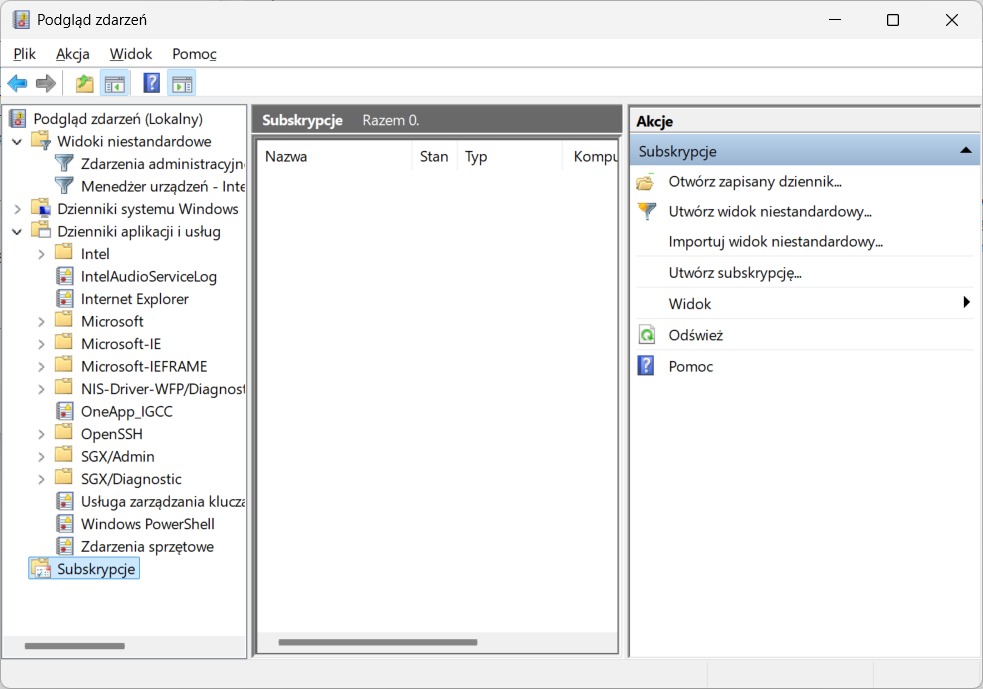 Podgląd zdarzeń
Plik Akcja Widok Pomoc
Podgląd zdarzeń (Lokalny)
Widoki niestandardowe
Zdarzenia administracyjn
Menedżer urządzeń - Inte
Dzienniki systemu Windows
Dzienniki aplikacji i usług
Intel
IntelAudioServiceLog
Internet Explorer
Microsoft
Microsoft-IE
Microsoft-IEFRAME
NIS-Driver-WFP/Diagnost
OneApp_IGCC
OpenSSH
SGX/Admin
SGX/Diagnostic
Usługa zarządzania klucza
Windows PowerShell
Zdarzenia sprzętowe
Subskrypcje
Subskrypcje Razem 0.
Nazwa Stan Typ Kompu
Akcje
Subskrypcje
Otwórz zapisany dziennik...
Utwórz widok niestandardowy...
Importuj widok niestandardowy...
Utwórz subskrypcję...
Widok
Odśwież
Pomoc